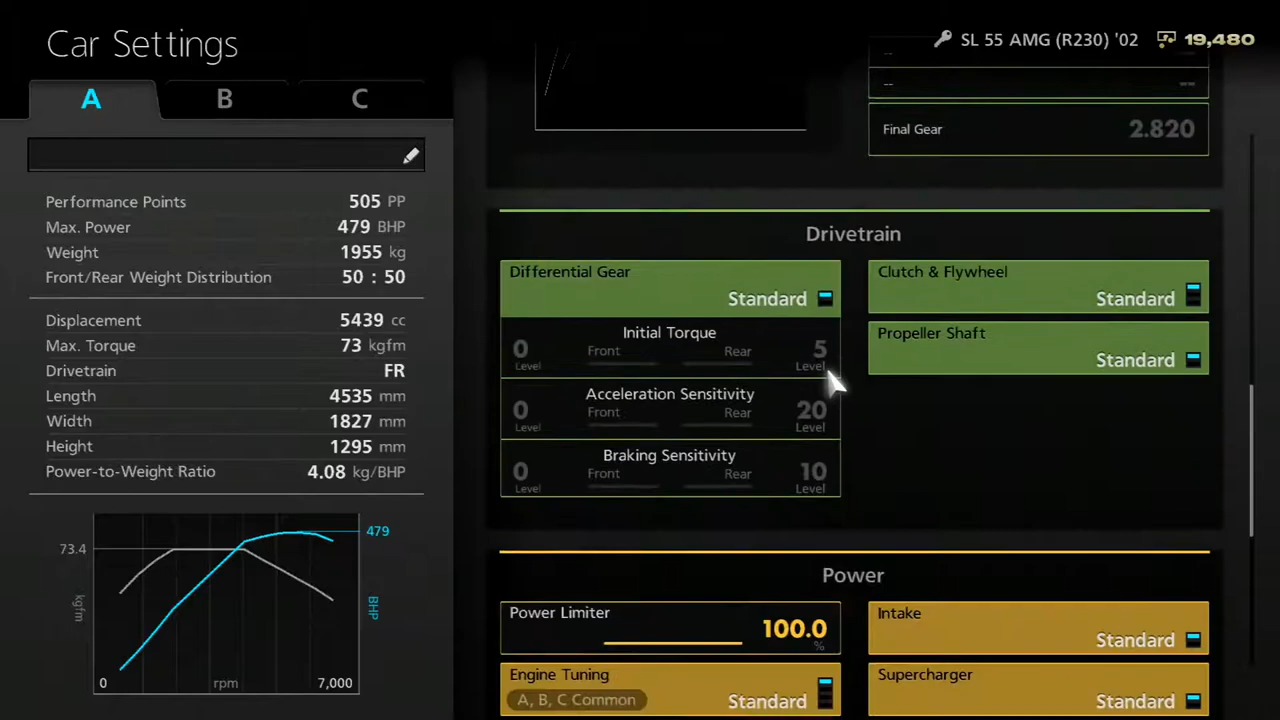 Car Settings
SL 55 AMG (R230) '02
19,480
A
B
C
Performance Points 505 PP
Max. Power 479 BHP
Weight 1955 kg
Front/Rear Weight Distribution 50 : 50
Displacement 5439 cc
Max. Torque 73 kgfm
Drivetrain FR
Length 4535 mm
Width 1827 mm
Height 1295 mm
Power-to-Weight Ratio 4.08 kg/BHP
479
73.4
kgfm
BHP
0 rpm 7,000
-- --
-- --
Final Gear 2.820
Drivetrain
Differential Gear
Standard
Initial Torque
0 Front Rear 5
Level Level
Acceleration Sensitivity
0 Front Rear 20
Level Level
Braking Sensitivity
0 Front Rear 10
Level Level
Clutch & Flywheel
Standard
Propeller Shaft
Standard
Power
Power Limiter
100.0
%
Intake
Standard
Engine Tuning
A, B, C Common
Standard
Supercharger
Standard